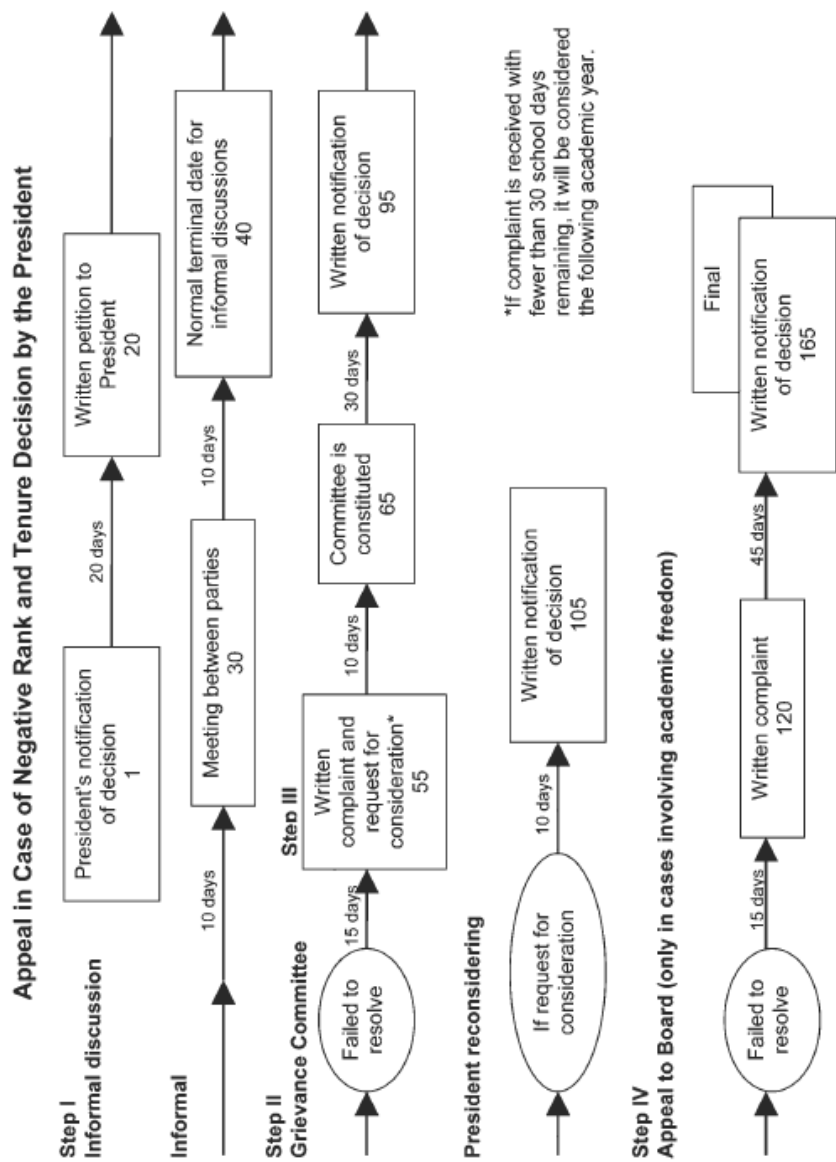 Appeal in Case of Negative Rank and Tenure Decision by the President
Step I
Informal discussion
President's notification
of decision
1
20 days
Written petition to
President
20
Informal
10 days
Meeting between parties
30
10 days
Normal terminal date for
informal discussions
40
Step II
Grievance Committee
Step III
Failed to
resolve
15 days
Written
complaint and
request for
consideration*
55
10 days
Committee is
constituted
65
30 days
Written notification
of decision
95
President reconsidering
If request for
consideration
10 days
Written notification
of decision
105
*If complaint is received with
fewer than 30 school days
remaining, it will be considered
the following academic year.
Step IV
Appeal to Board (only in cases involving academic freedom)
Failed to
resolve
15 days
Written complaint
120
45 days
Written notification
of decision
165
Final